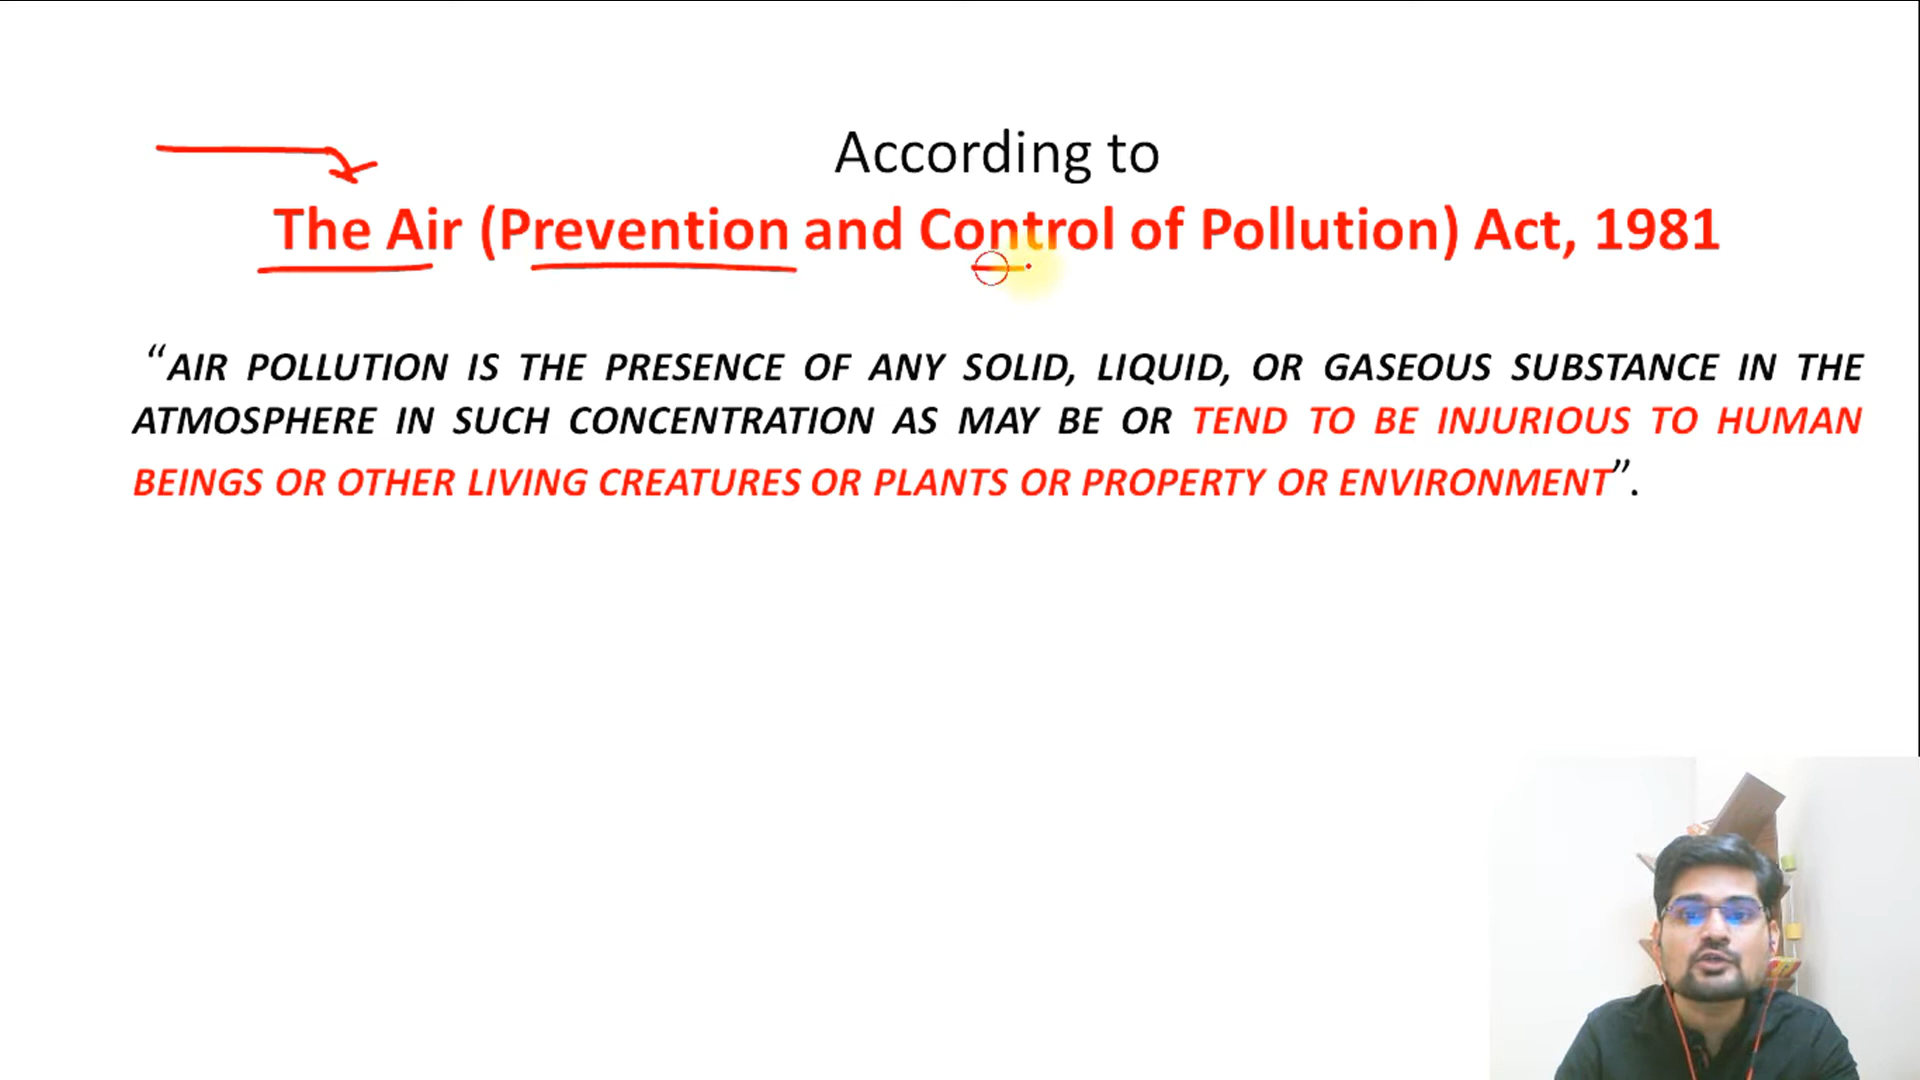 According to
The Air (Prevention and Control of Pollution) Act, 1981
“AIR POLLUTION IS THE PRESENCE OF ANY SOLID, LIQUID, OR GASEOUS SUBSTANCE IN THE
ATMOSPHERE IN SUCH CONCENTRATION AS MAY BE OR TEND TO BE INJURIOUS TO HUMAN
BEINGS OR OTHER LIVING CREATURES OR PLANTS OR PROPERTY OR ENVIRONMENT”.